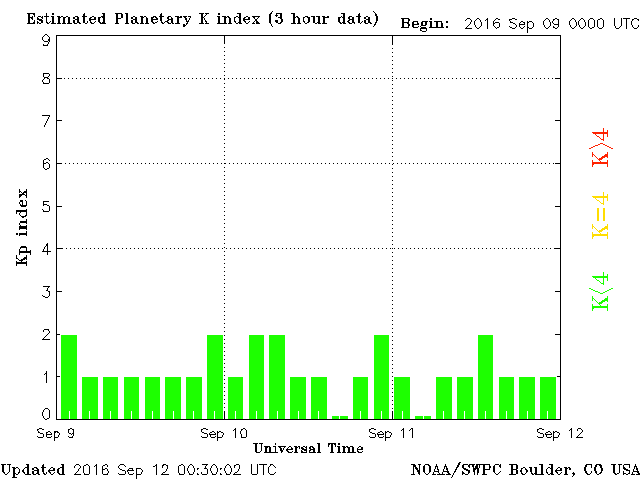 Estimated Planetary K index (3 hour data)
Begin: 2016 Sep 09 0000 UTC
9
8
7
6
5
4
3
2
1
0
Kp index
K>4
K=4
K<4
Sep 9
Sep 10
Sep 11
Sep 12
Universal Time
Updated 2016 Sep 12 00:30:02 UTC
NOAA/SWPC Boulder, CO USA